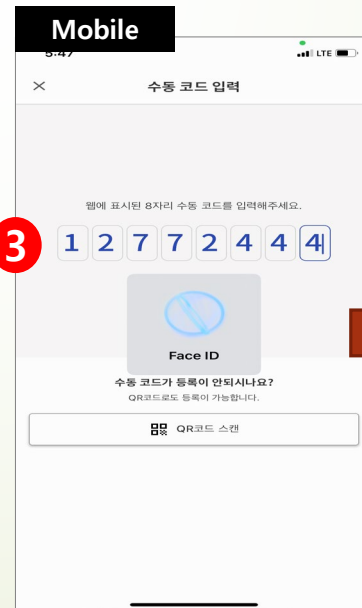 Mobile
5:47
LTE
수동 코드 입력
웹에 표시된 8자리 수동 코드를 입력해주세요.
3
1 2 7 7 2 4 4 4
Face ID
수동 코드가 등록이 안되시나요?
QR코드로도 등록이 가능합니다.
QR코드 스캔